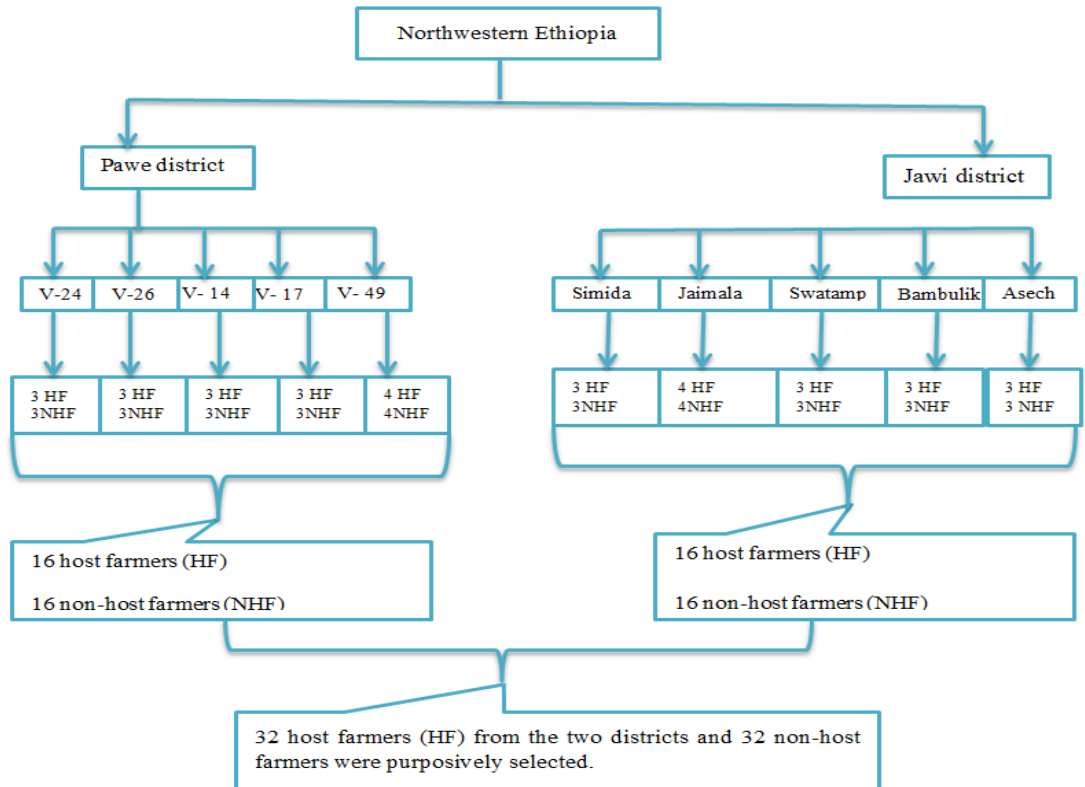 Northwestern Ethiopia
Pawe district
Jawi district
V-24
V-26
V- 14
V- 17
V- 49
Simida
Jaimala
Swatamp
Bambulik
Asech
3 HF
3NHF
3 HF
3NHF
3 HF
3NHF
3 HF
3NHF
4 HF
4NHF
3 HF
3NHF
4 HF
4NHF
3 HF
3NHF
3 HF
3NHF
3 HF
3 NHF
16 host farmers (HF)
16 non-host farmers (NHF)
16 host farmers (HF)
16 non-host farmers (NHF)
32 host farmers (HF) from the two districts and 32 non-host
farmers were purposively selected.